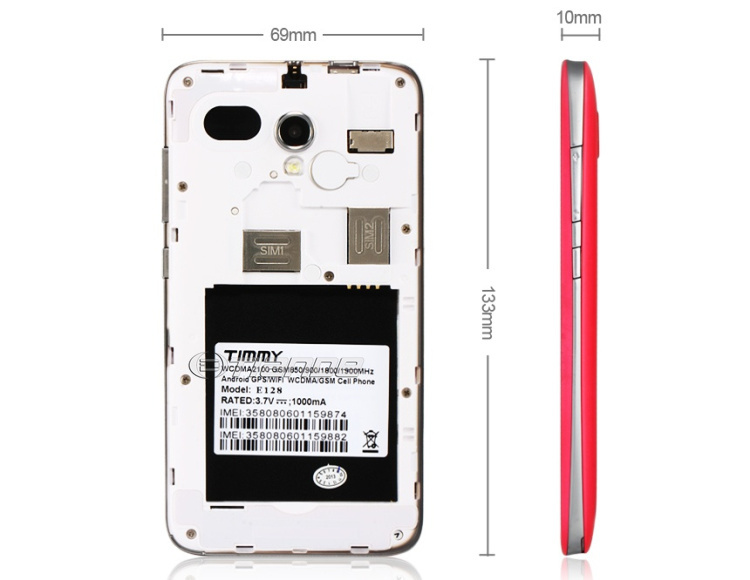 69mm
10mm
133mm
SIM1
SIM2
TIMMY
WCDMA2100 GSM850/900/1800/1900MHz
Android GPS/WIFI WCDMA/GSM Cell Phone
Model: E128
RATED:3.7V ;1000mA
IMEI:358080601159874
IMEI:358080601159882
2013